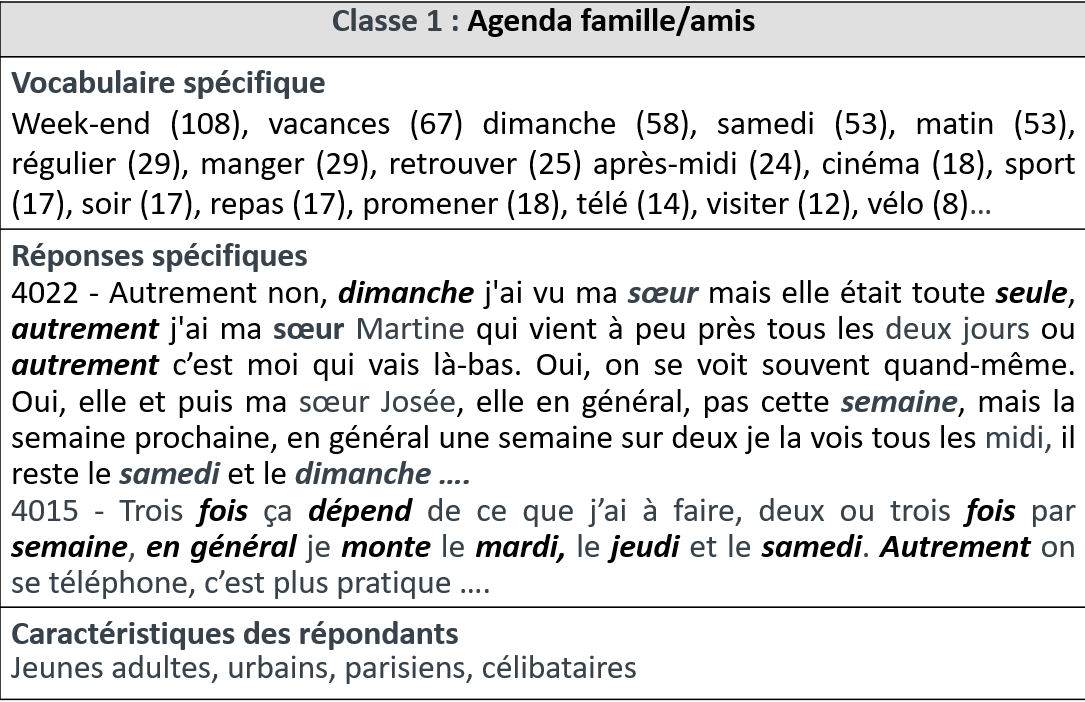 Classe 1 : Agenda famille/amis
Vocabulaire spécifique
Week-end (108), vacances (67) dimanche (58), samedi (53), matin (53),
régulier (29), manger (29), retrouver (25) après-midi (24), cinéma (18), sport
(17), soir (17), repas (17), promener (18), télé (14), visiter (12), vélo (8)…
Réponses spécifiques
4022 - Autrement non, dimanche j'ai vu ma sœur mais elle était toute seule,
autrement j'ai ma sœur Martine qui vient à peu près tous les deux jours ou
autrement c’est moi qui vais là-bas. Oui, on se voit souvent quand-même.
Oui, elle et puis ma sœur Josée, elle en général, pas cette semaine, mais la
semaine prochaine, en général une semaine sur deux je la vois tous les midi, il
reste le samedi et le dimanche ….
4015 - Trois fois ça dépend de ce que j’ai à faire, deux ou trois fois par
semaine, en général je monte le mardi, le jeudi et le samedi. Autrement on
se téléphone, c’est plus pratique ….
Caractéristiques des répondants
Jeunes adultes, urbains, parisiens, célibataires